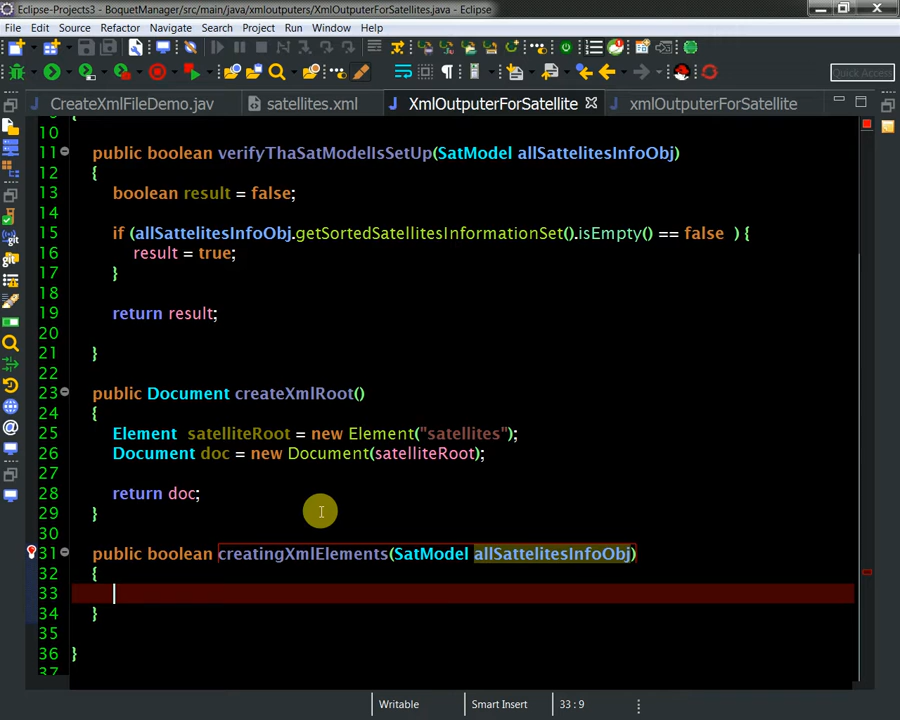 Eclipse-Projects3 - BoquetManager/src/main/java/xmloutputers/XmlOutputerForSatellites.java - Eclipse
File Edit Source Refactor Navigate Search Project Run Window Help
Quick Access
CreateXmlFileDemo.jav satellites.xml XmlOutputerForSatellite xmlOutputerForSatellite
10
11 public boolean verifyThaSatModelIsSetUp(SatModel allSattelitesInfoObj)
12 {
13 boolean result = false;
14
15 if (allSattelitesInfoObj.getSortedSatellitesInformationSet().isEmpty() == false ) {
16 result = true;
17 }
18
19 return result;
20
21 }
22
23 public Document createXmlRoot()
24 {
25 Element satelliteRoot = new Element("satellites");
26 Document doc = new Document(satelliteRoot);
27
28 return doc;
29 }
30
31 public boolean creatingXmlElements(SatModel allSattelitesInfoObj)
32 {
33
34 }
35
36 }
37
Writable Smart Insert 33 : 9